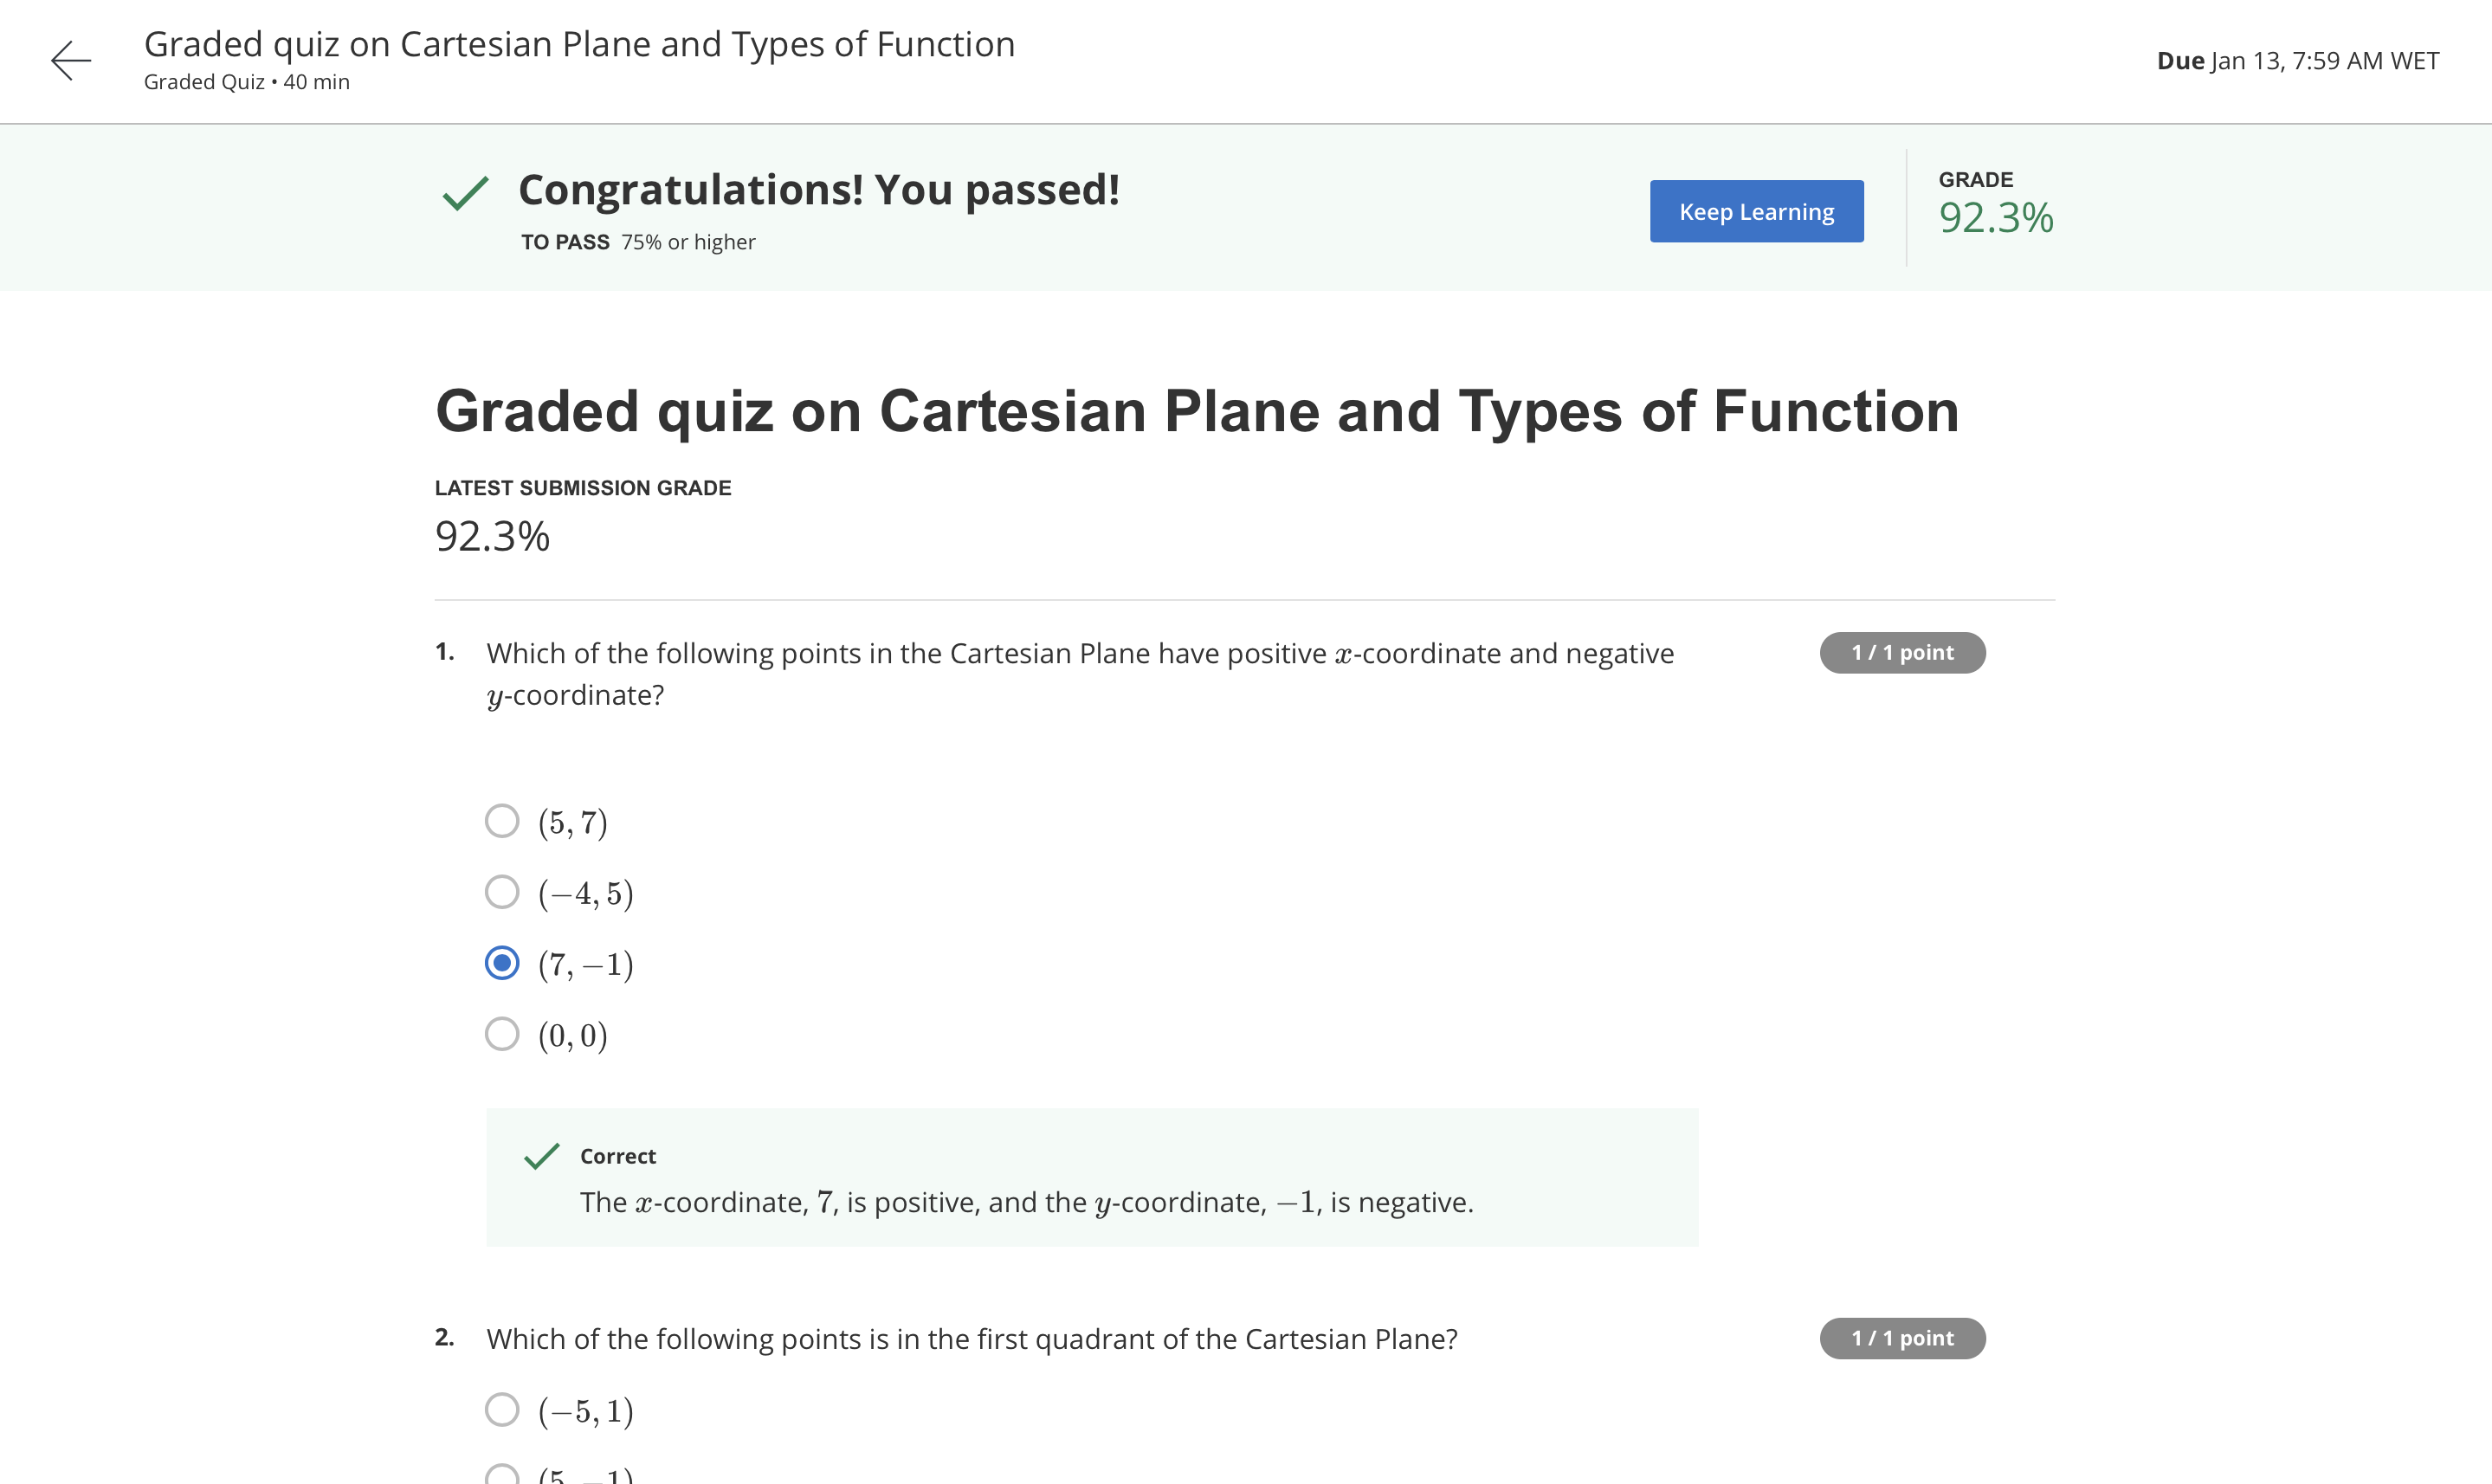 Graded quiz on Cartesian Plane and Types of Function
Graded Quiz • 40 min
Due Jan 13, 7:59 AM WET
Congratulations! You passed!
TO PASS 75% or higher
Keep Learning
GRADE
92.3%
Graded quiz on Cartesian Plane and Types of Function
LATEST SUBMISSION GRADE
92.3%
1. Which of the following points in the Cartesian Plane have positive x-coordinate and negative
y-coordinate?
1 / 1 point
(5, 7)
(−4, 5)
(7, −1)
(0, 0)
Correct
The x-coordinate, 7, is positive, and the y-coordinate, −1, is negative.
2. Which of the following points is in the first quadrant of the Cartesian Plane?
1 / 1 point
(−5, 1)
(5, −1)